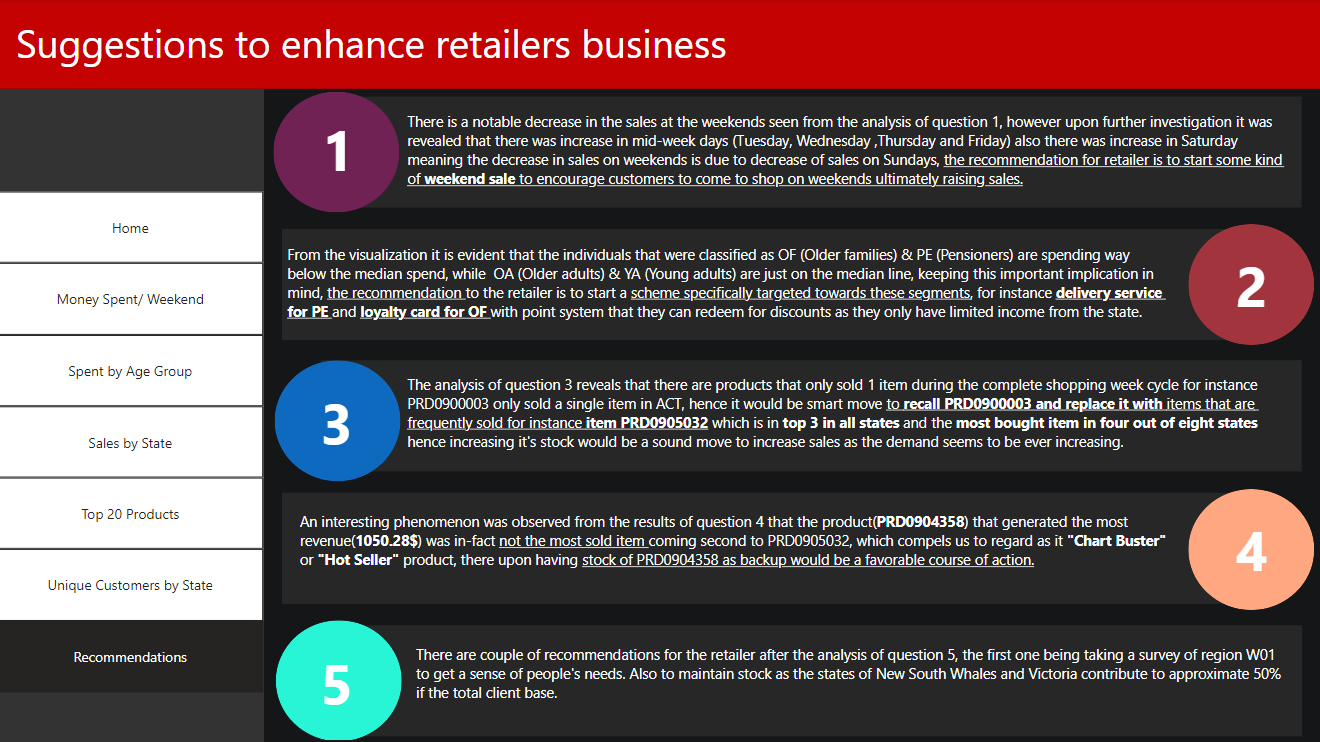 Suggestions to enhance retailers business
Home
Money Spent/ Weekend
Spent by Age Group
Sales by State
Top 20 Products
Unique Customers by State
Recommendations
1
There is a notable decrease in the sales at the weekends seen from the analysis of question 1, however upon further investigation it was
revealed that there was increase in mid-week days (Tuesday, Wednesday ,Thursday and Friday) also there was increase in Saturday
meaning the decrease in sales on weekends is due to decrease of sales on Sundays, the recommendation for retailer is to start some kind
of weekend sale to encourage customers to come to shop on weekends ultimately raising sales.
From the visualization it is evident that the individuals that were classified as OF (Older families) & PE (Pensioners) are spending way
below the median spend, while OA (Older adults) & YA (Young adults) are just on the median line, keeping this important implication in
mind, the recommendation to the retailer is to start a scheme specifically targeted towards these segments, for instance delivery service
for PE and loyalty card for OF with point system that they can redeem for discounts as they only have limited income from the state.
2
3
The analysis of question 3 reveals that there are products that only sold 1 item during the complete shopping week cycle for instance
PRD0900003 only sold a single item in ACT, hence it would be smart move to recall PRD0900003 and replace it with items that are
frequently sold for instance item PRD0905032 which is in top 3 in all states and the most bought item in four out of eight states
hence increasing it's stock would be a sound move to increase sales as the demand seems to be ever increasing.
An interesting phenomenon was observed from the results of question 4 that the product(PRD0904358) that generated the most
revenue(1050.28$) was in-fact not the most sold item coming second to PRD0905032, which compels us to regard as it "Chart Buster"
or "Hot Seller" product, there upon having stock of PRD0904358 as backup would be a favorable course of action.
4
5
There are couple of recommendations for the retailer after the analysis of question 5, the first one being taking a survey of region W01
to get a sense of people's needs. Also to maintain stock as the states of New South Whales and Victoria contribute to approximate 50%
if the total client base.